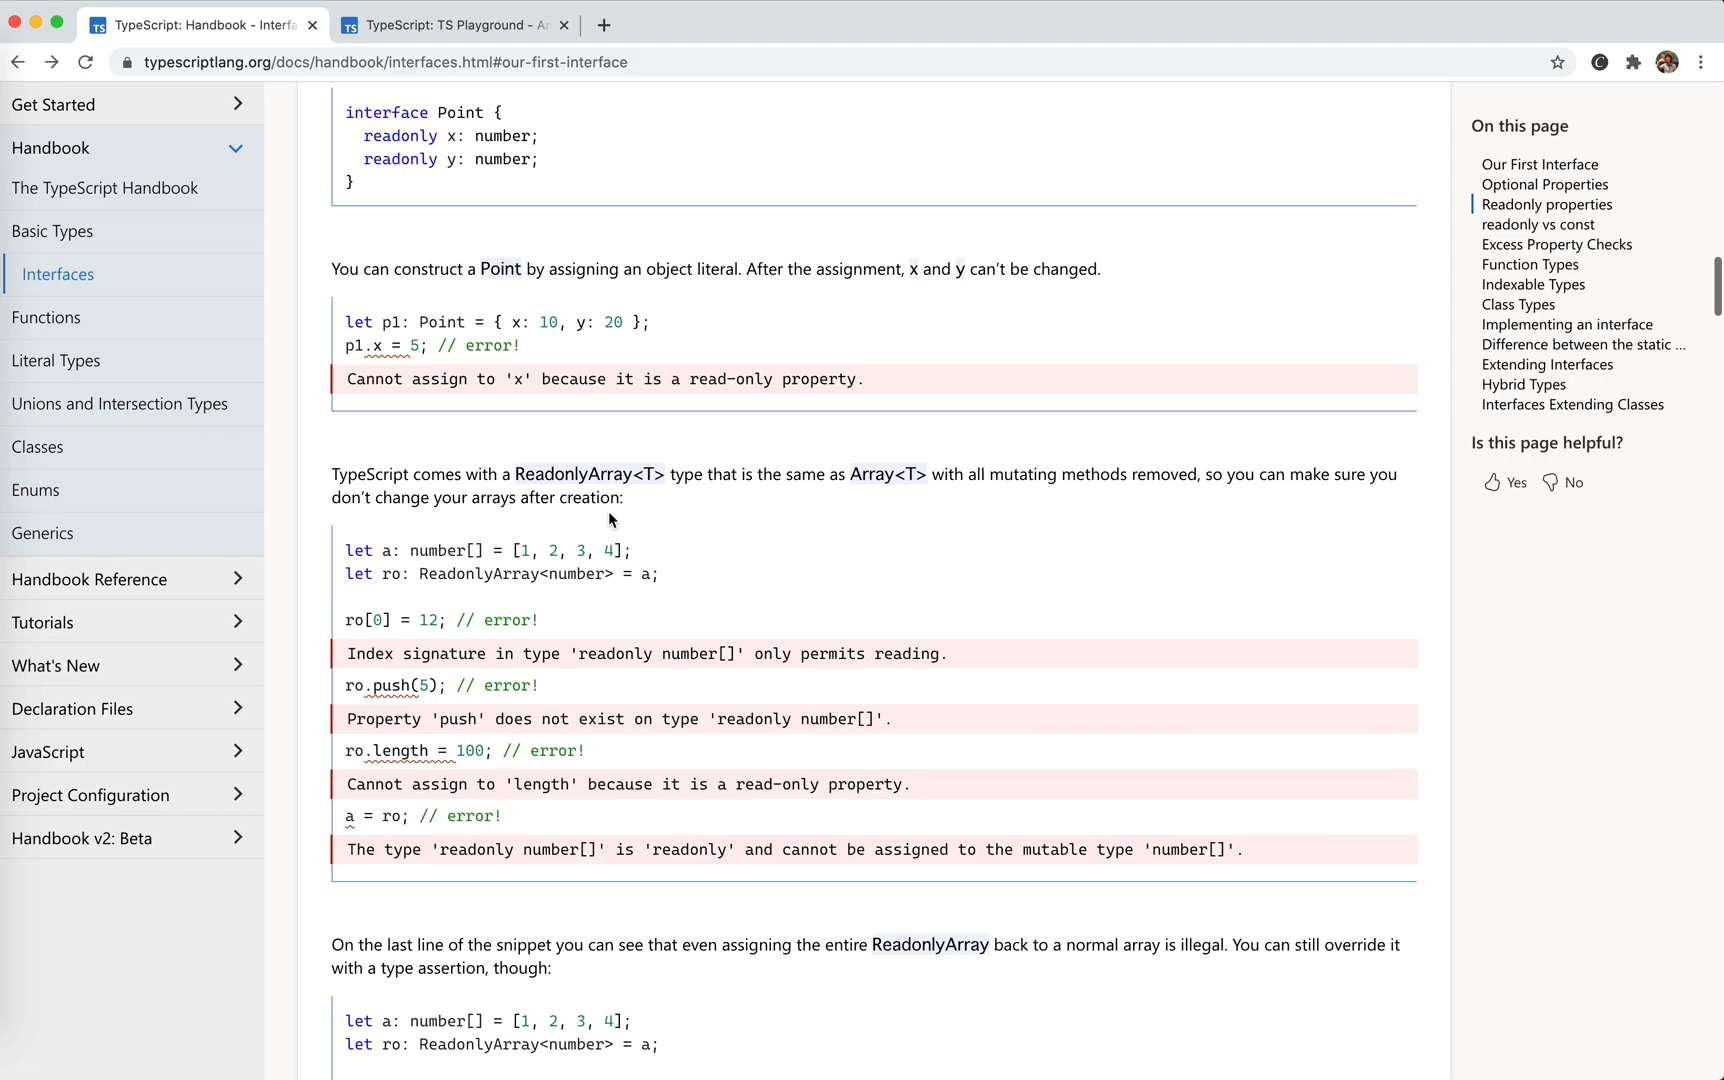 TypeScript: Handbook - Interfa
TypeScript: TS Playground - An
typescriptlang.org/docs/handbook/interfaces.html#our-first-interface
Get Started
Handbook
The TypeScript Handbook
Basic Types
Interfaces
Functions
Literal Types
Unions and Intersection Types
Classes
Enums
Generics
Handbook Reference
Tutorials
What's New
Declaration Files
JavaScript
Project Configuration
Handbook v2: Beta
interface Point {
readonly x: number;
readonly y: number;
}
You can construct a Point by assigning an object literal. After the assignment, x and y can’t be changed.
let p1: Point = { x: 10, y: 20 };
p1.x = 5; // error!
Cannot assign to 'x' because it is a read-only property.
TypeScript comes with a ReadonlyArray<T> type that is the same as Array<T> with all mutating methods removed, so you can make sure you
don’t change your arrays after creation:
let a: number[] = [1, 2, 3, 4];
let ro: ReadonlyArray<number> = a;
ro[0] = 12; // error!
Index signature in type 'readonly number[]' only permits reading.
ro.push(5); // error!
Property 'push' does not exist on type 'readonly number[]'.
ro.length = 100; // error!
Cannot assign to 'length' because it is a read-only property.
a = ro; // error!
The type 'readonly number[]' is 'readonly' and cannot be assigned to the mutable type 'number[]'.
On the last line of the snippet you can see that even assigning the entire ReadonlyArray back to a normal array is illegal. You can still override it
with a type assertion, though:
let a: number[] = [1, 2, 3, 4];
let ro: ReadonlyArray<number> = a;
On this page
Our First Interface
Optional Properties
Readonly properties
readonly vs const
Excess Property Checks
Function Types
Indexable Types
Class Types
Implementing an interface
Difference between the static ...
Extending Interfaces
Hybrid Types
Interfaces Extending Classes
Is this page helpful?
Yes No